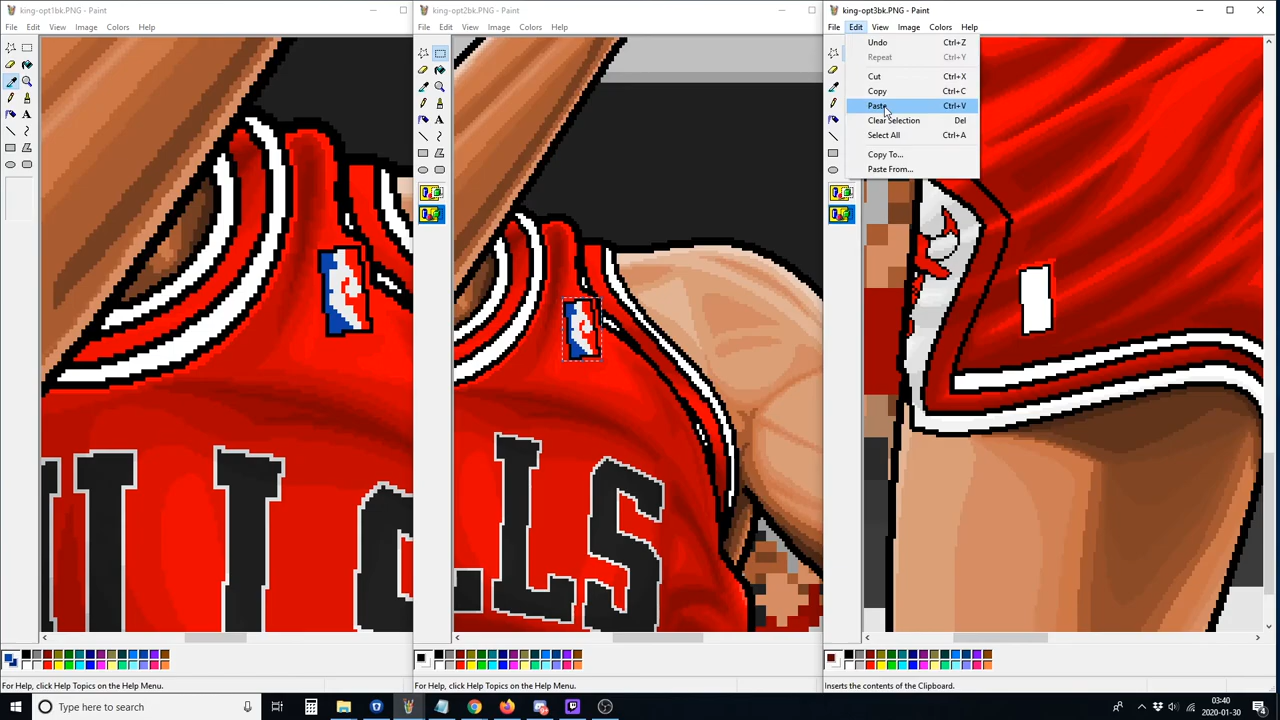 king-opt1bk.PNG - Paint
File Edit View Image Colors Help
For Help, click Help Topics on the Help Menu.
king-opt2bk.PNG - Paint
File Edit View Image Colors Help
LLS
For Help, click Help Topics on the Help Menu.
king-opt3bk.PNG - Paint
File Edit View Image Colors Help
Undo Ctrl+Z
Repeat Ctrl+Y
Cut Ctrl+X
Copy Ctrl+C
Paste Ctrl+V
Clear Selection Del
Select All Ctrl+A
Copy To...
Paste From...
Inserts the contents of the Clipboard.
Type here to search
03:40
2020-01-30
4